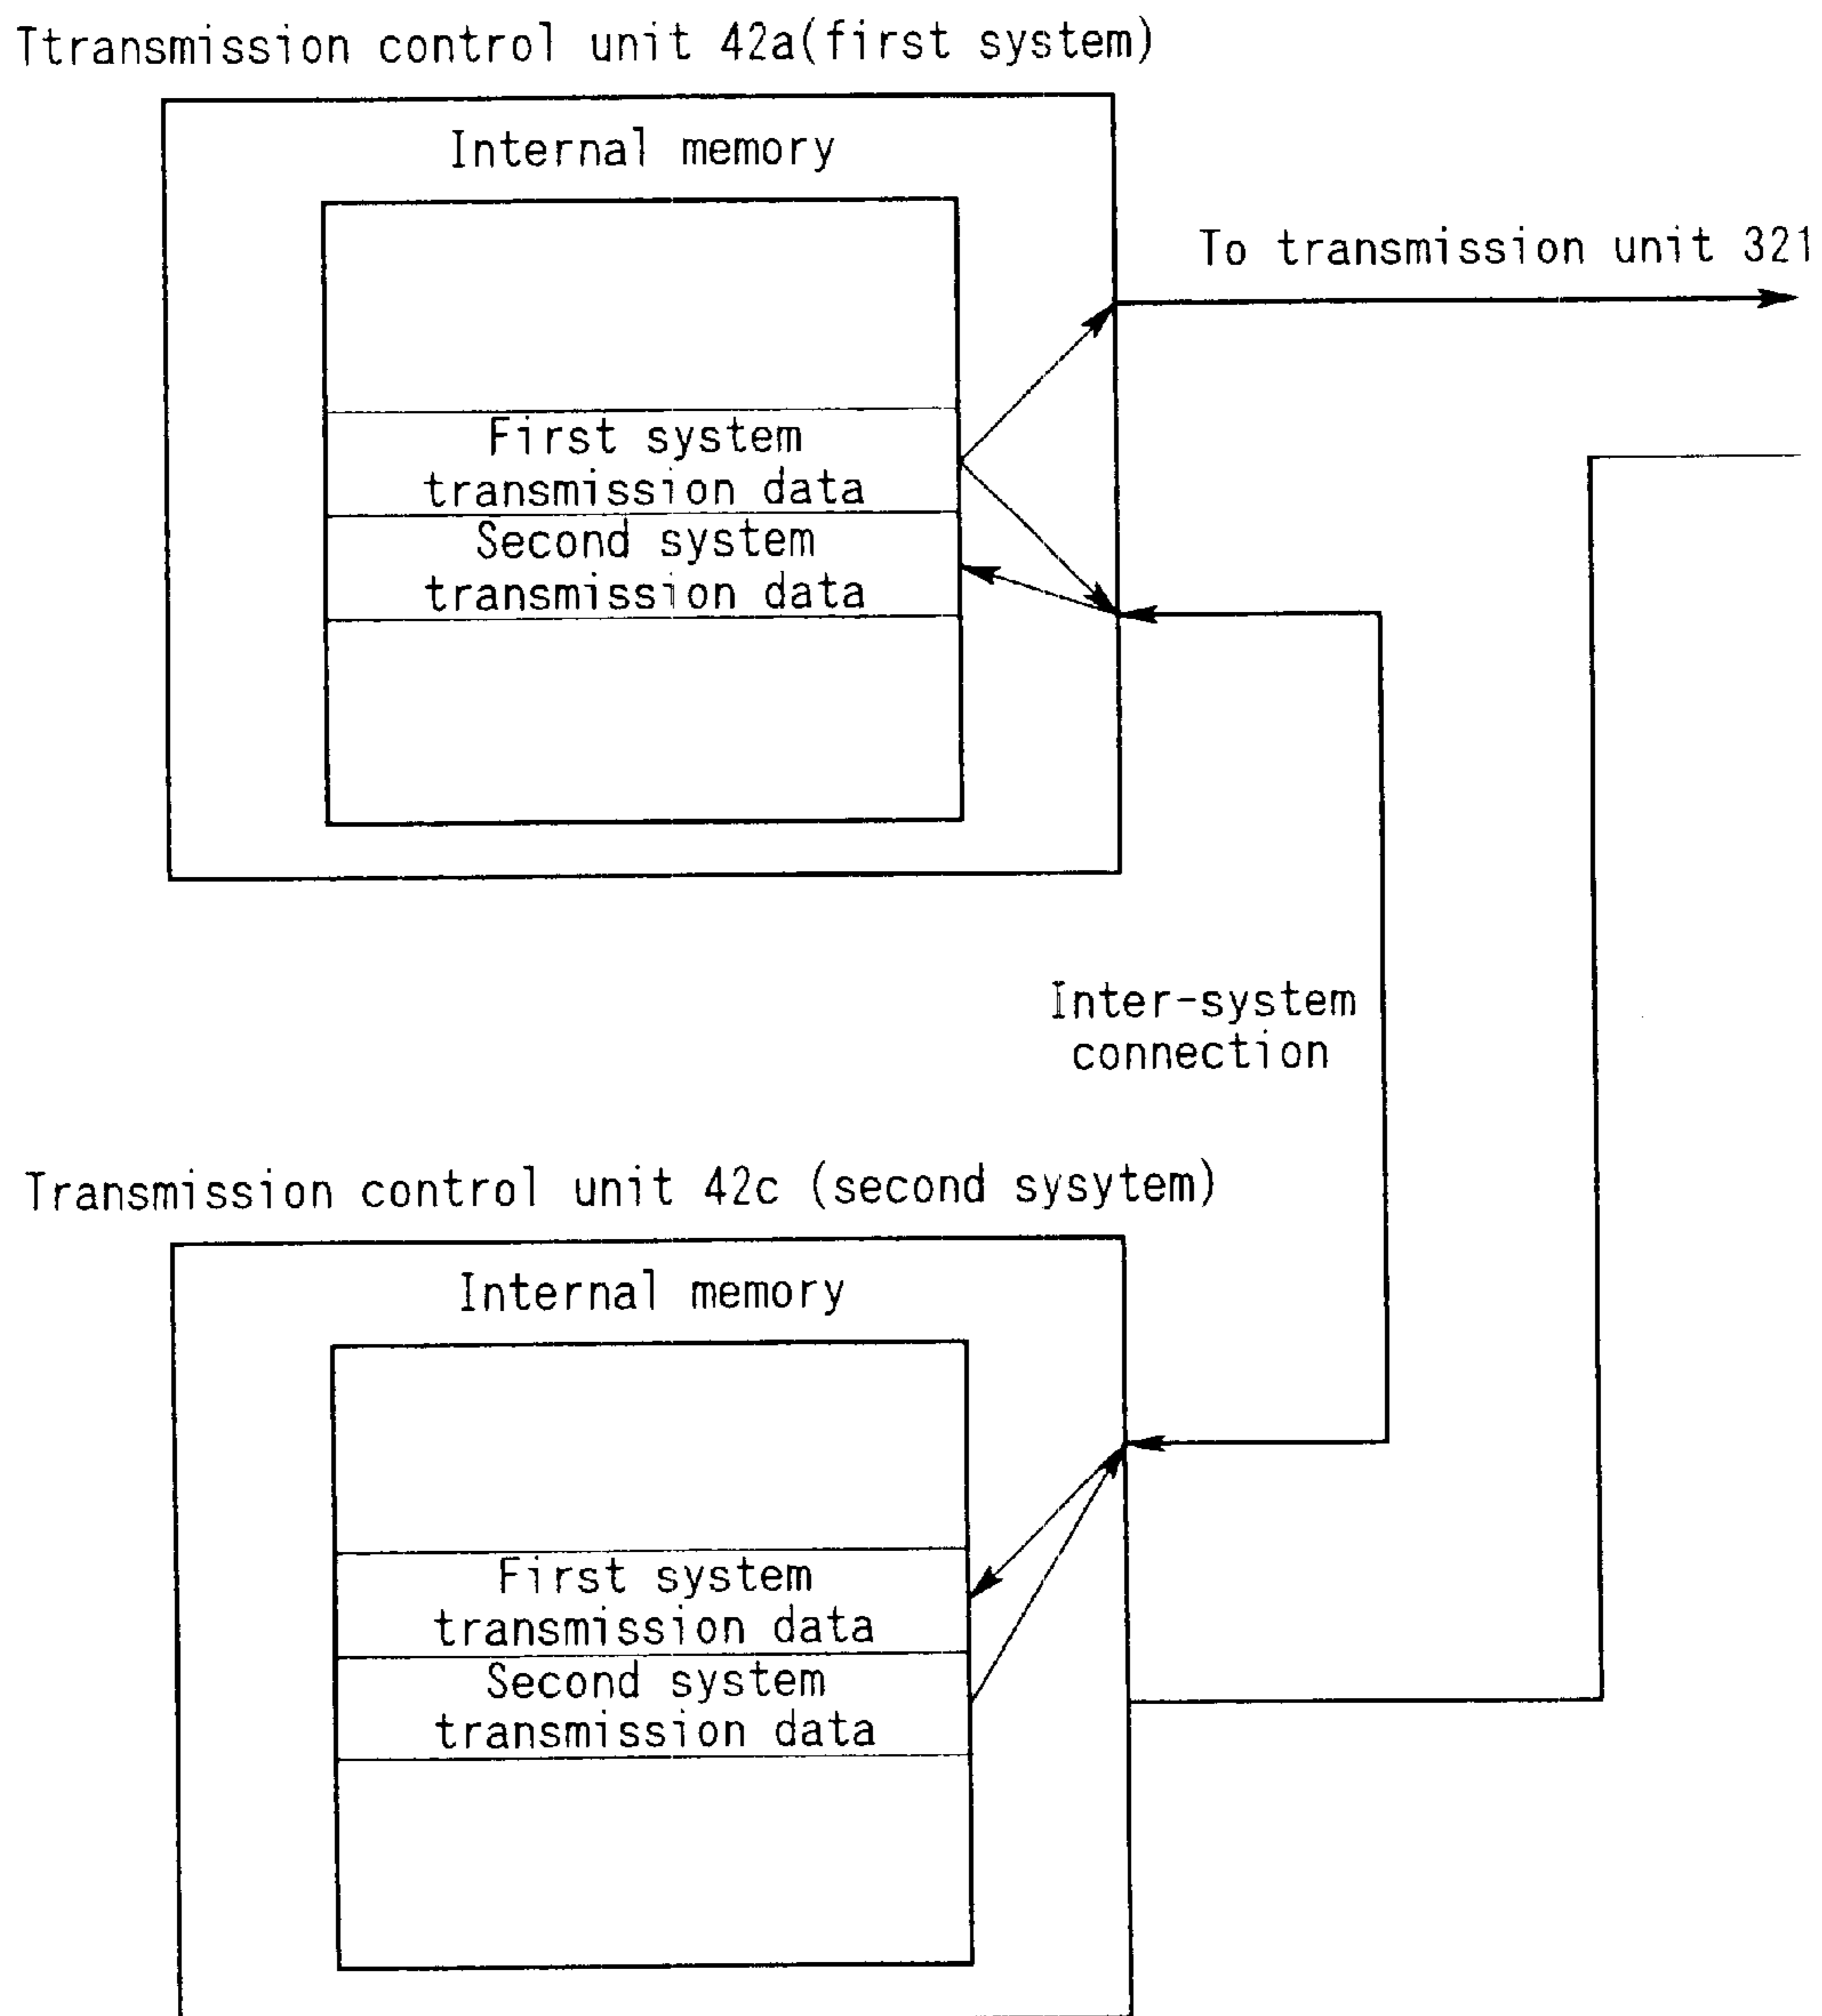 Ttransmission control unit 42a(first system)
Internal memory
To transmission unit 321
First system
transmission data
Second system
transmission data
Inter-system
connection
Transmission control unit 42c (second sysytem)
Internal memory
First system
transmission data
Second system
transmission data